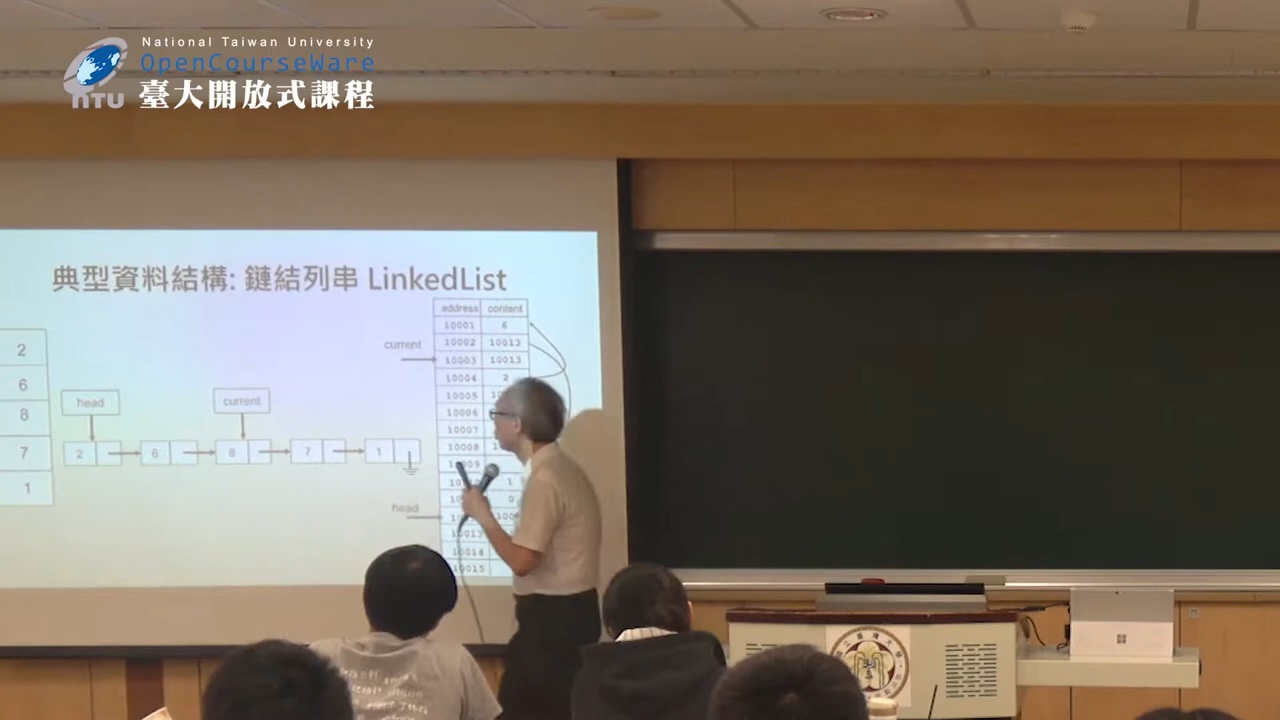 National Taiwan University
OpenCourseWare
NTU
臺大開放式課程
典型資料結構: 鏈結列串 LinkedList
address content
10001 6
10002 10013
current
10003 10013
10004 2
10005
10006
10007
10008
1
0
10014
10015
2
6
8
7
1
head
current
2 6 8 7 1
head